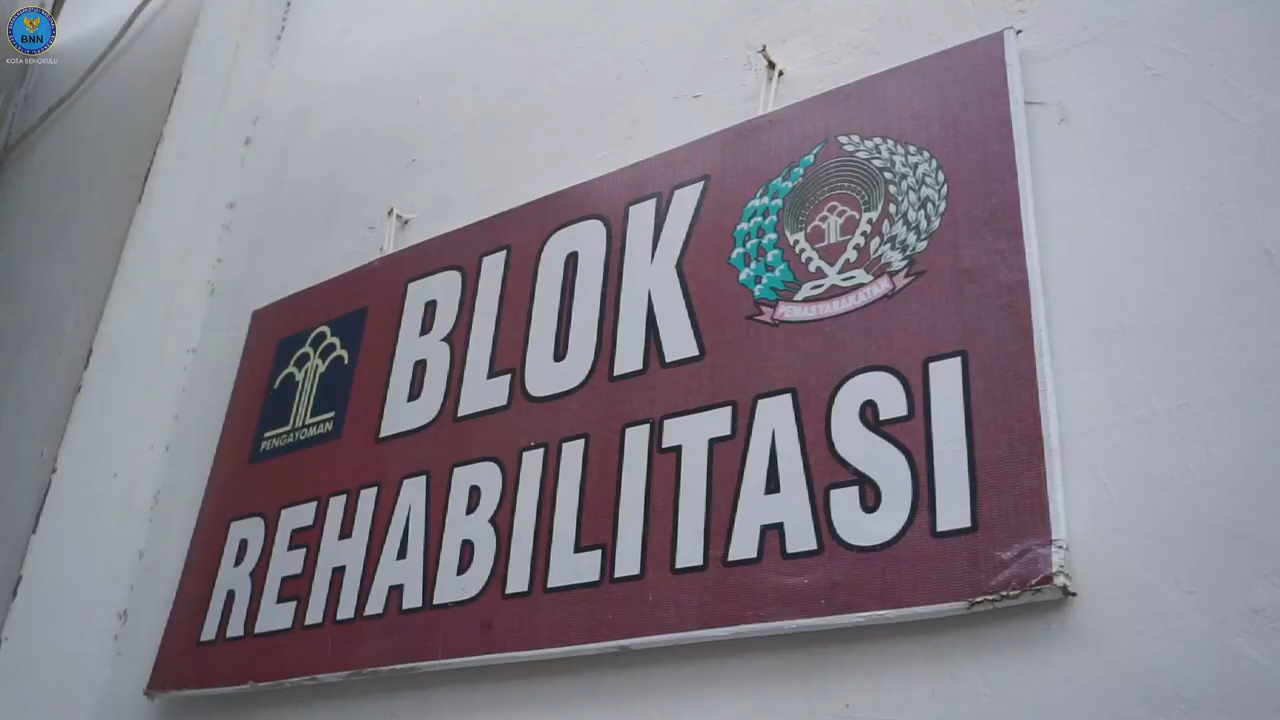 BNN
KOTA BENGKULU
BLOK
REHABILITASI
PENGAYOMAN
PEMASYARAKATAN